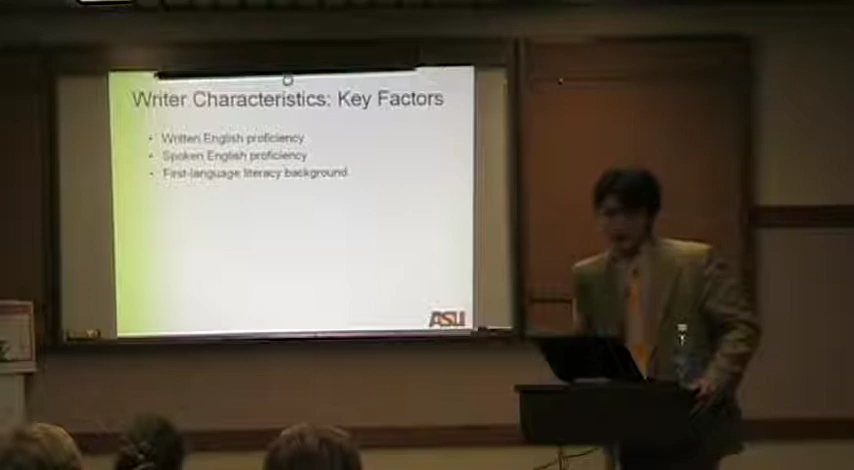 Writer Characteristics: Key Factors
• Written English proficiency
• Spoken English proficiency
• First-language literacy background
ASU